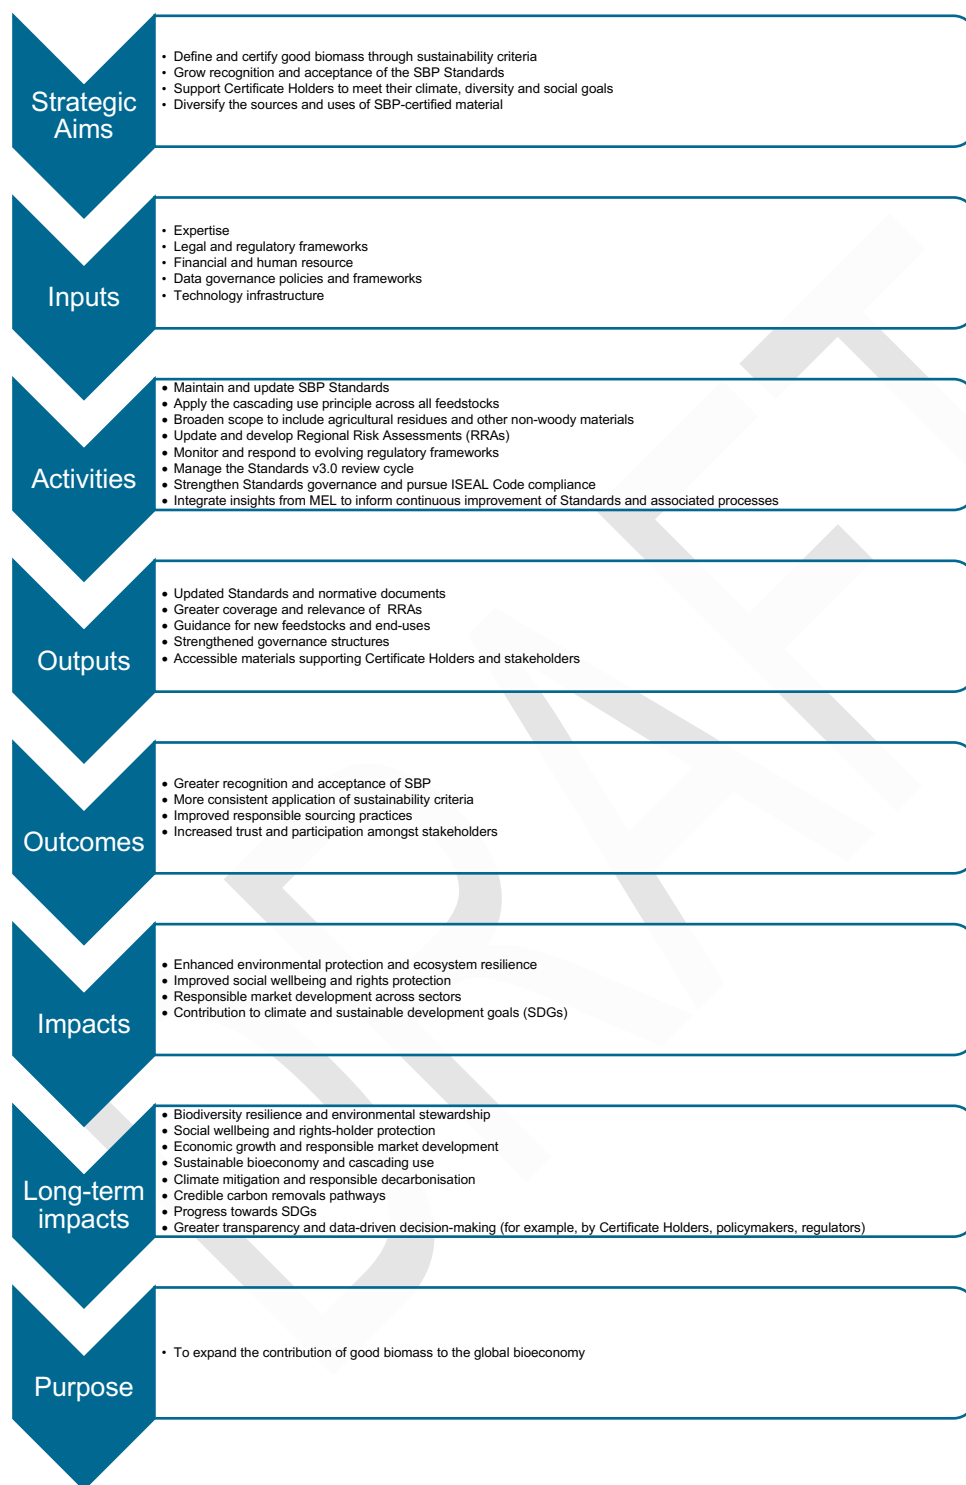 Strategic
Aims
• Define and certify good biomass through sustainability criteria
• Grow recognition and acceptance of the SBP Standards
• Support Certificate Holders to meet their climate, diversity and social goals
• Diversify the sources and uses of SBP-certified material
Inputs
• Expertise
• Legal and regulatory frameworks
• Financial and human resource
• Data governance policies and frameworks
• Technology infrastructure
Activities
• Maintain and update SBP Standards
• Apply the cascading use principle across all feedstocks
• Broaden scope to include agricultural residues and other non-woody materials
• Update and develop Regional Risk Assessments (RRAs)
• Monitor and respond to evolving regulatory frameworks
• Manage the Standards v3.0 review cycle
• Strengthen Standards governance and pursue ISEAL Code compliance
• Integrate insights from MEL to inform continuous improvement of Standards and associated processes
Outputs
• Updated Standards and normative documents
• Greater coverage and relevance of RRAs
• Guidance for new feedstocks and end-uses
• Strengthened governance structures
• Accessible materials supporting Certificate Holders and stakeholders
Outcomes
• Greater recognition and acceptance of SBP
• More consistent application of sustainability criteria
• Improved responsible sourcing practices
• Increased trust and participation amongst stakeholders
Impacts
• Enhanced environmental protection and ecosystem resilience
• Improved social wellbeing and rights protection
• Responsible market development across sectors
• Contribution to climate and sustainable development goals (SDGs)
Long-term
impacts
• Biodiversity resilience and environmental stewardship
• Social wellbeing and rights-holder protection
• Economic growth and responsible market development
• Sustainable bioeconomy and cascading use
• Climate mitigation and responsible decarbonisation
• Credible carbon removals pathways
• Progress towards SDGs
• Greater transparency and data-driven decision-making (for example, by Certificate Holders, policymakers, regulators)
Purpose
• To expand the contribution of good biomass to the global bioeconomy
DRAFT